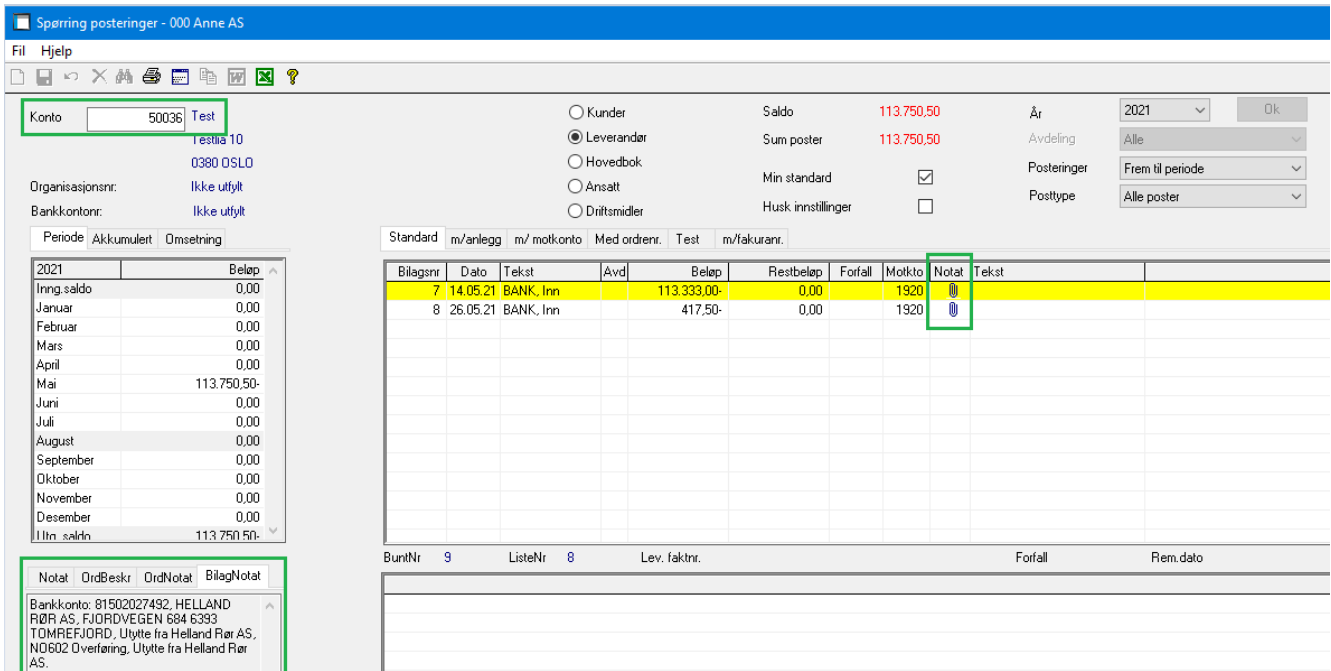 Spørring posteringer - 000 Anne AS
Fil Hjelp
Konto 50036 Test
Testlia 10
0380 OSLO
Organisasjonsnr: Ikke utfylt
Bankkontonr: Ikke utfylt
Kunder
Leverandør
Hovedbok
Ansatt
Driftsmidler
Saldo 113.750,50
Sum poster 113.750,50
Min standard
Husk innstillinger
År 2021 Ok
Avdeling Alle
Posteringer Frem til periode
Posttype Alle poster
Periode Akkumulert Omsetning
2021 Beløp
Inng.saldo 0,00
Januar 0,00
Februar 0,00
Mars 0,00
April 0,00
Mai 113.750,50-
Juni 0,00
Juli 0,00
August 0,00
September 0,00
Oktober 0,00
November 0,00
Desember 0,00
Utg. saldo 113.750,50-
Standard m/anlegg m/ motkonto Med ordrenr. Test m/fakuranr.
Bilagsnr Dato Tekst Avd Beløp Restbeløp Forfall Motkto Notat Tekst
7 14.05.21 BANK, Inn 113.333,00- 0,00 1920
8 26.05.21 BANK, Inn 417,50- 0,00 1920
BuntNr 9 ListeNr 8 Lev. faktnr. Forfall Rem.dato
Notat OrdBeskr OrdNotat BilagNotat
Bankkonto: 81502027492, HELLAND
RØR AS, FJORDVEGEN 684 6393
TOMREFJORD, Utytte fra Helland Rør AS,
NO602 Overføring, Utytte fra Helland Rør
AS.